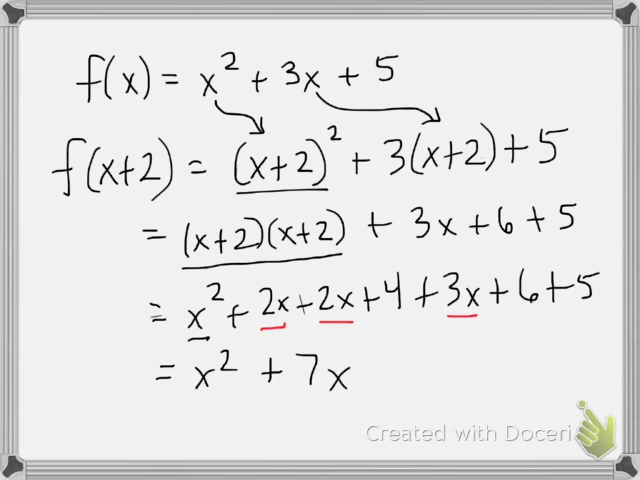 f(x) = x² + 3x + 5
f(x+2) = (x+2)² + 3(x+2) + 5
= (x+2)(x+2) + 3x + 6 + 5
= x² + 2x + 2x + 4 + 3x + 6 + 5
= x² + 7x
Created with Doceri